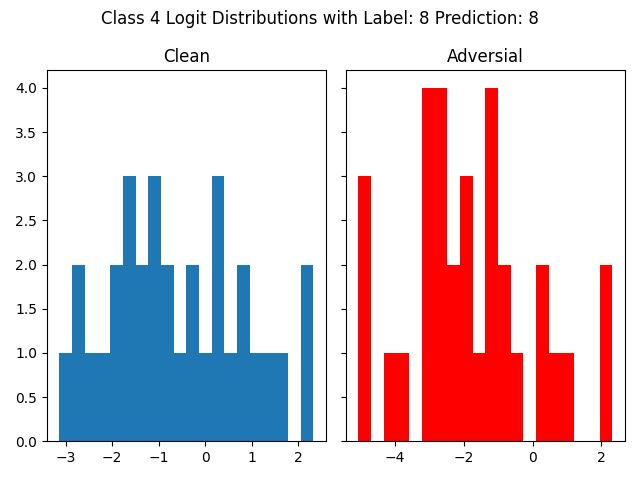 Class 4 Logit Distributions with Label: 8 Prediction: 8
Clean
Adversial
4.0
3.5
3.0
2.5
2.0
1.5
1.0
0.5
0.0
−3 −2 −1 0 1 2
−4 −2 0 2